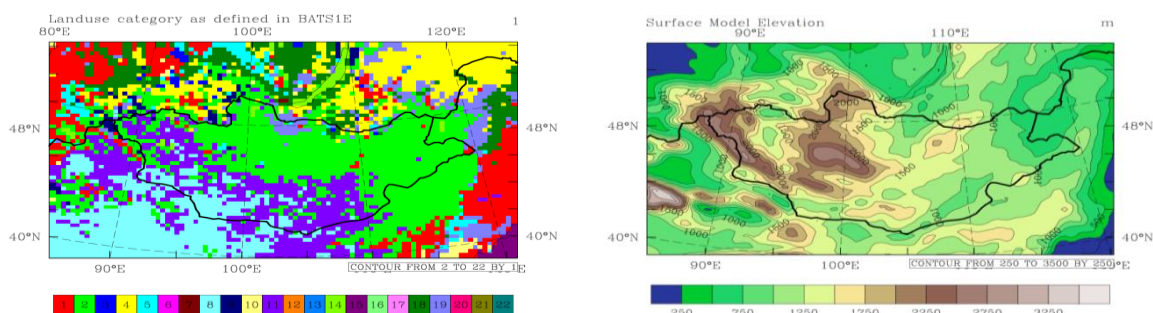 Landuse category as defined in BATS1E 1
80°E 100°E 120°E
48°N
40°N
90°E 100°E
CONTOUR FROM 2 TO 22 BY 1
1 2 3 4 5 6 7 8 9 10 11 12 13 14 15 16 17 18 19 20 21 22
Surface Model Elevation m
90°E 110°E
48°N 48°N
40°N 40°N
90°E 100°E
CONTOUR FROM 250 TO 3500 BY 250
250 750 1250 1750 2250 2750 3250